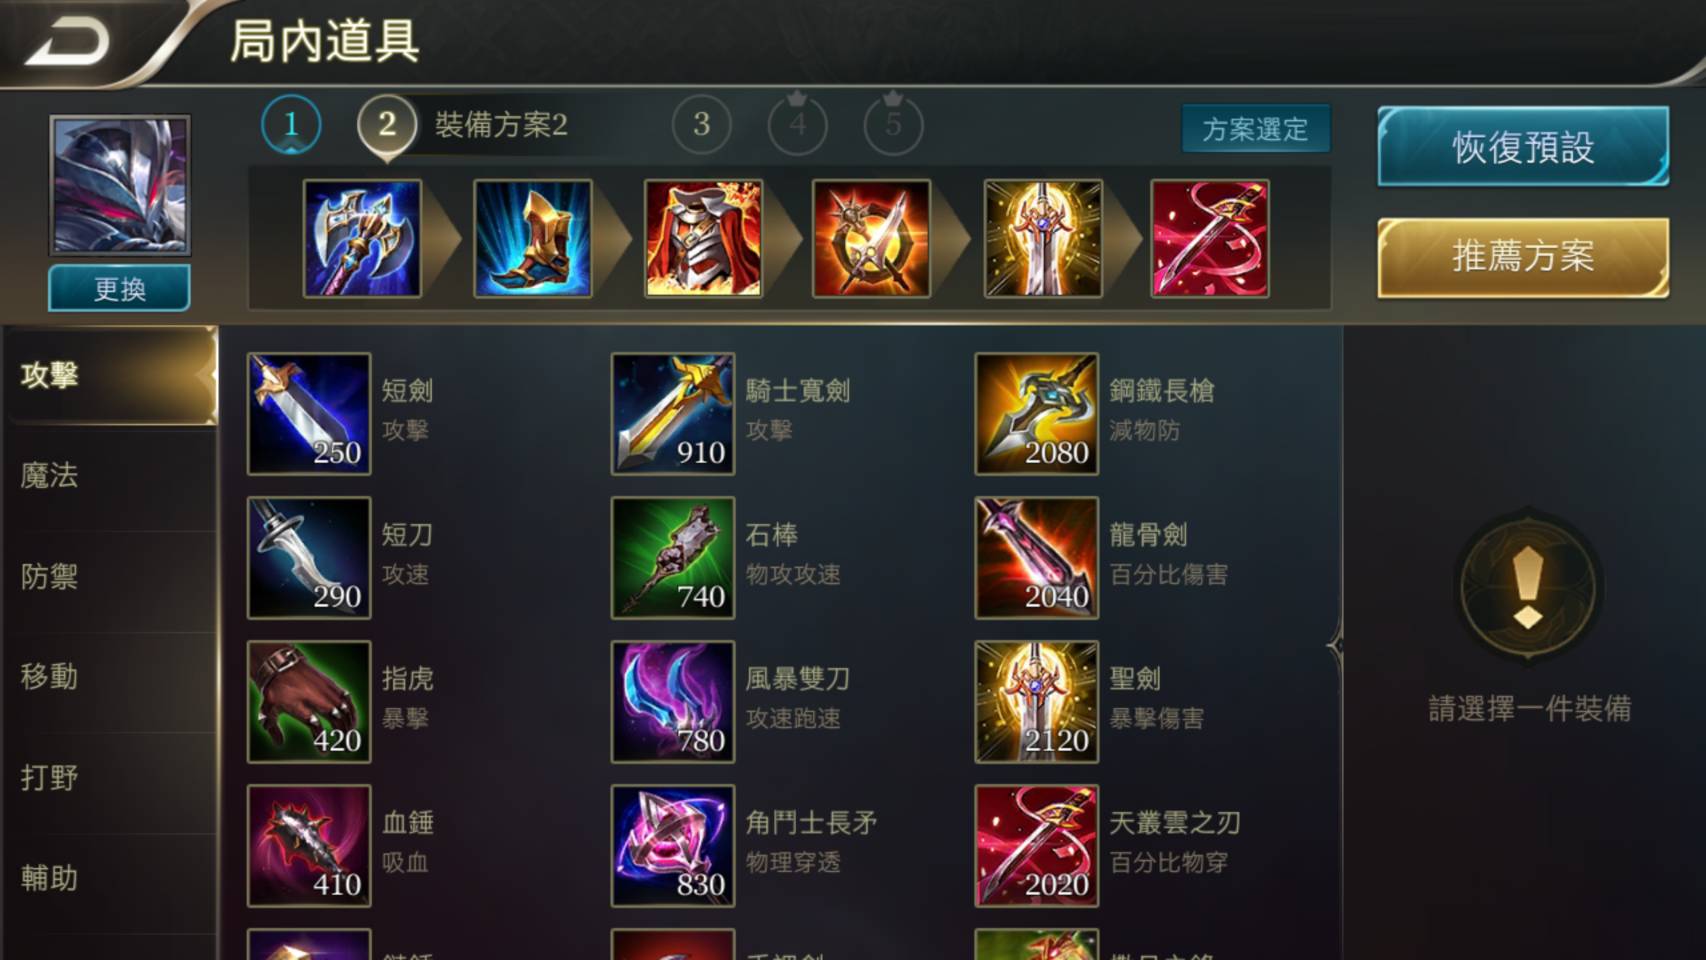 局內道具
1
2
裝備方案2
3
4
5
方案選定
恢復預設
推薦方案
更換
攻擊
魔法
防禦
移動
打野
輔助
250
短劍
攻擊
910
騎士寬劍
攻擊
2080
鋼鐵長槍
減物防
290
短刀
攻速
740
石棒
物攻攻速
2040
龍骨劍
百分比傷害
420
指虎
暴擊
780
風暴雙刀
攻速跑速
2120
聖劍
暴擊傷害
410
血錘
吸血
830
角鬥士長矛
物理穿透
2020
天叢雲之刃
百分比物穿
請選擇一件裝備